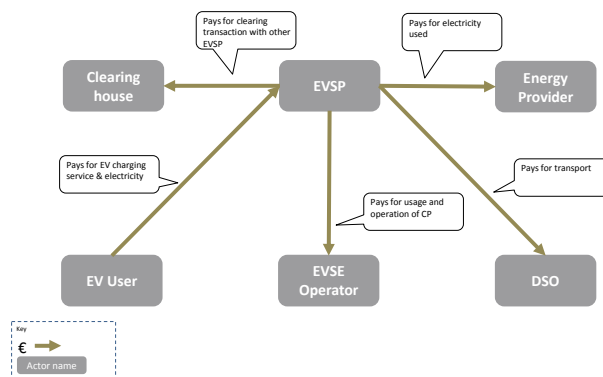 Pays for clearing
transaction with other
EVSP
Pays for electricity
used
Clearing
house
EVSP
Energy
Provider
Pays for EV charging
service & electricity
Pays for transport
Pays for usage and
operation of CP
EV User
EVSE
Operator
DSO
Key
€
Actor name